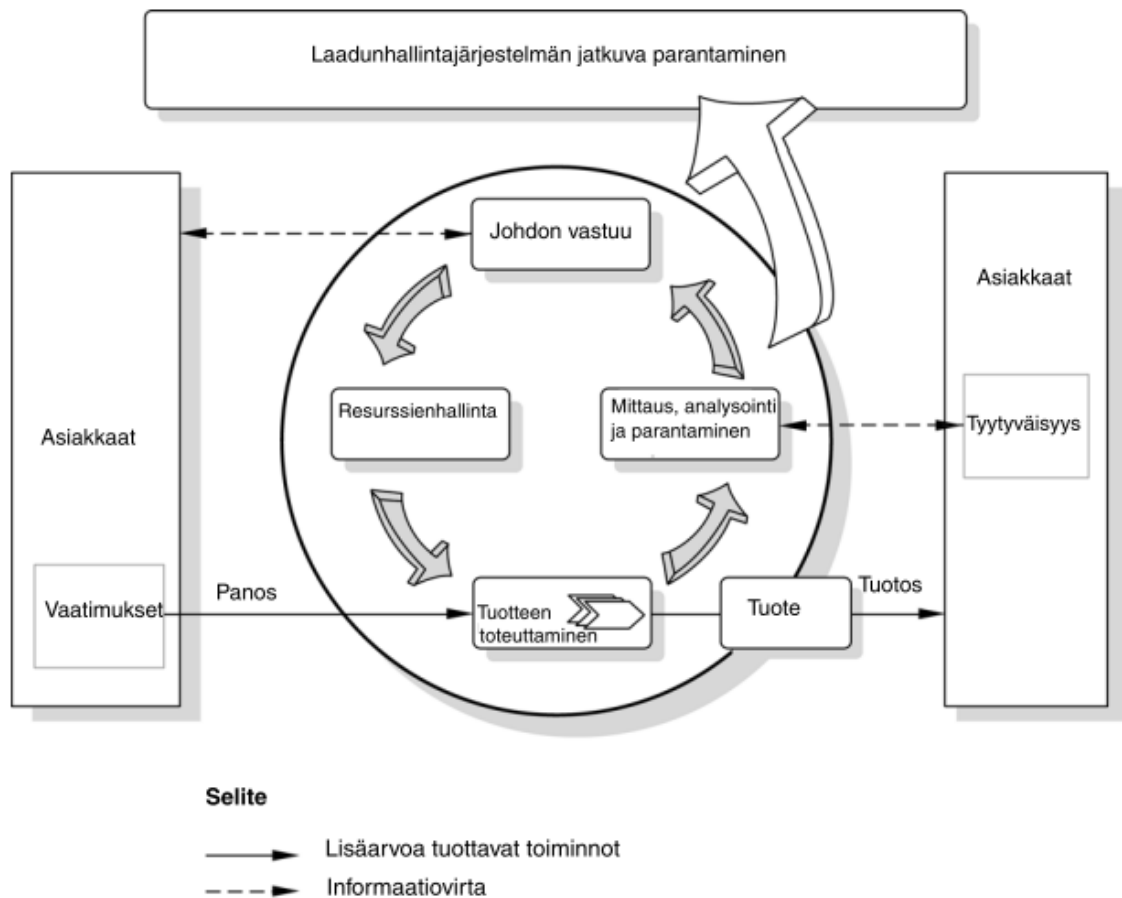 Laadunhallintajärjestelmän jatkuva parantaminen
Johdon vastuu
Asiakkaat
Resurssienhallinta
Mittaus, analysointi
ja parantaminen
Tyytyväisyys
Asiakkaat
Vaatimukset
Panos
Tuotteen
toteuttaminen
Tuote
Tuotos
Selite
Lisäarvoa tuottavat toiminnot
Informaatiovirta